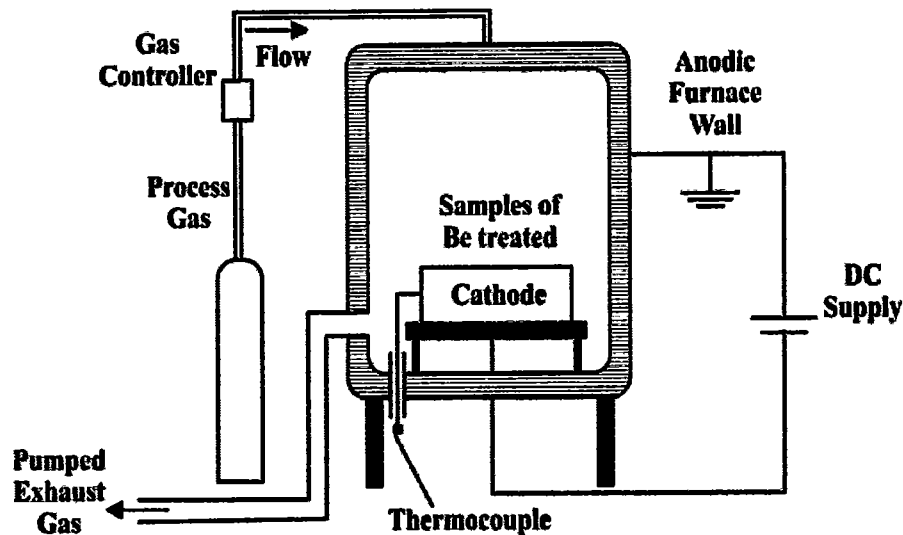 Gas
Controller
Flow
Anodic
Furnace
Wall
Process
Gas
Samples of
Be treated
Cathode
DC
Supply
Pumped
Exhaust
Gas
Thermocouple